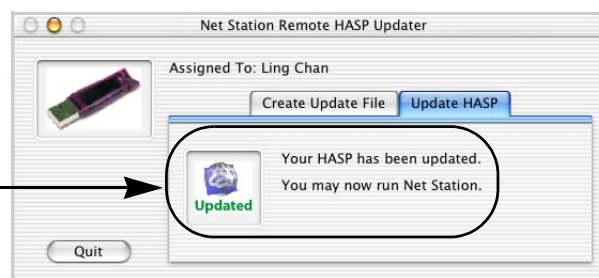 Net Station Remote HASP Updater
Assigned To: Ling Chan
Create Update File
Update HASP
Your HASP has been updated.
You may now run Net Station.
Updated
Quit